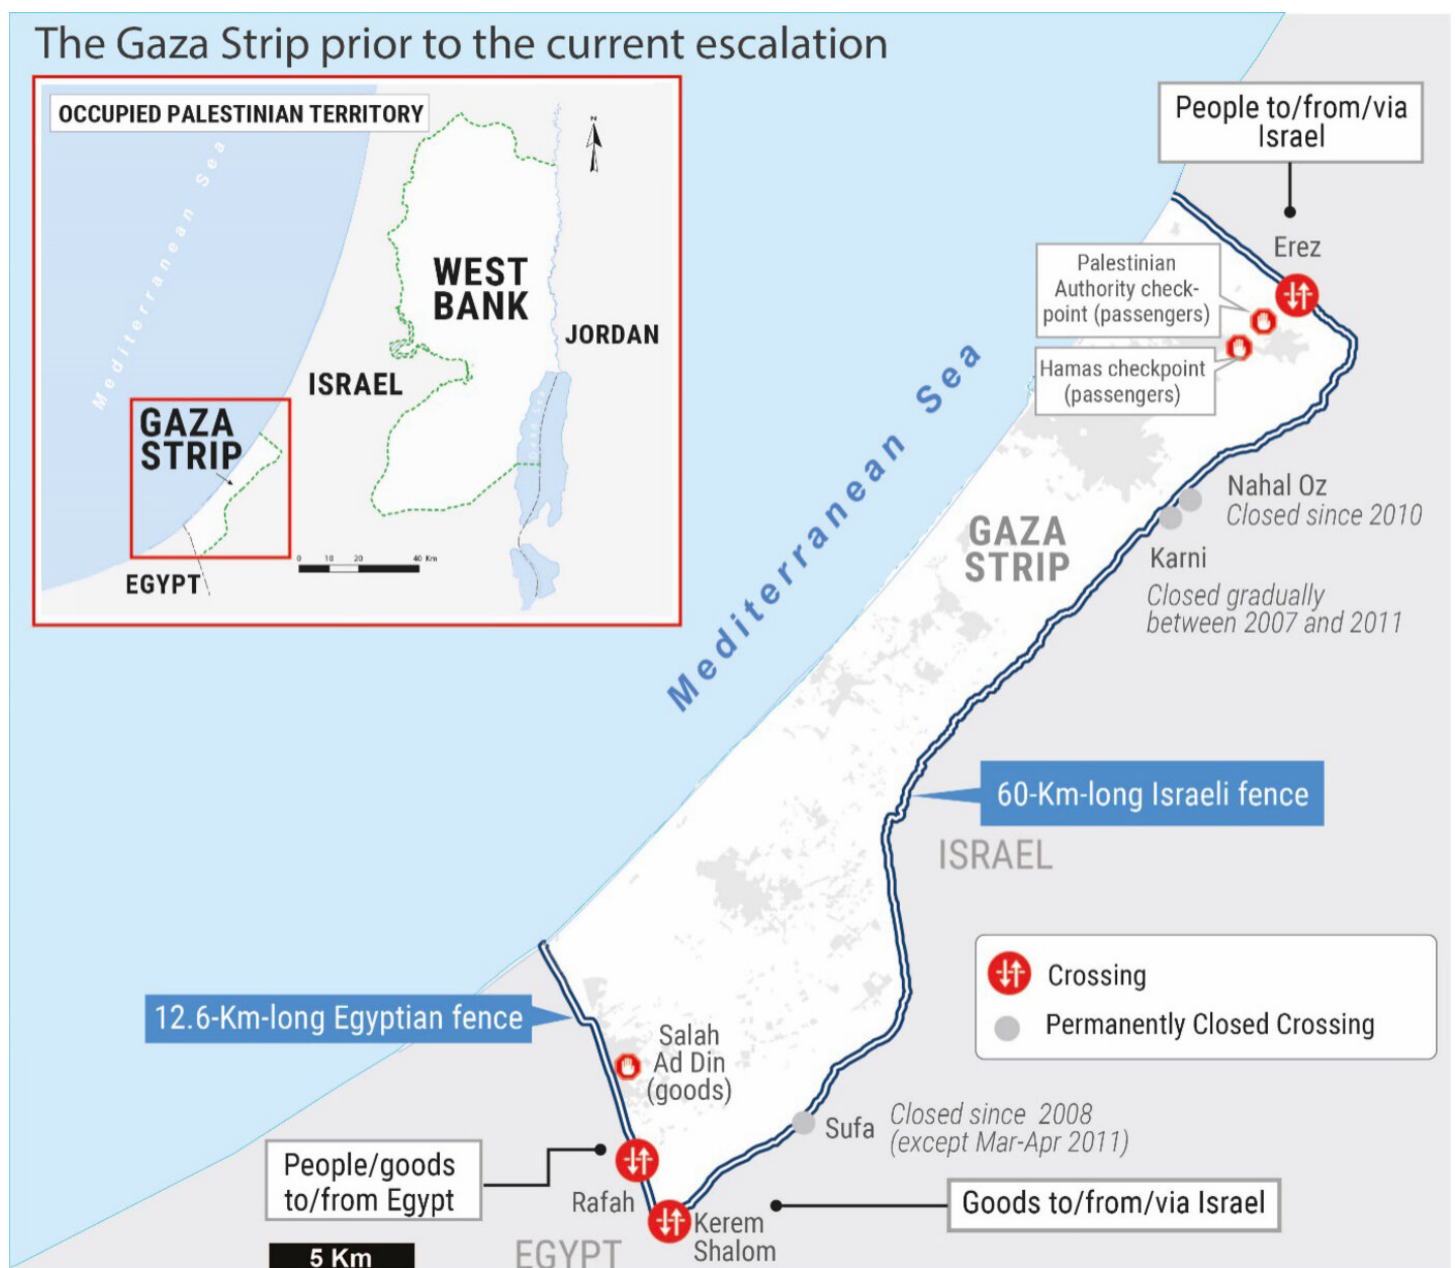 The Gaza Strip prior to the current escalation
OCCUPIED PALESTINIAN TERRITORY
Mediterranean Sea
N
WEST
BANK
JORDAN
ISRAEL
GAZA
STRIP
EGYPT
0 10 20 40 Km
People to/from/via
Israel
Erez
Palestinian
Authority check-
point (passengers)
Hamas checkpoint
(passengers)
Mediterranean Sea
Nahal Oz
Closed since 2010
GAZA
STRIP
Karni
Closed gradually
between 2007 and 2011
60-Km-long Israeli fence
ISRAEL
Crossing
Permanently Closed Crossing
12.6-Km-long Egyptian fence
Salah
Ad Din
(goods)
Sufa
Closed since 2008
(except Mar-Apr 2011)
People/goods
to/from Egypt
Rafah
Goods to/from/via Israel
Kerem
Shalom
EGYPT
5 Km